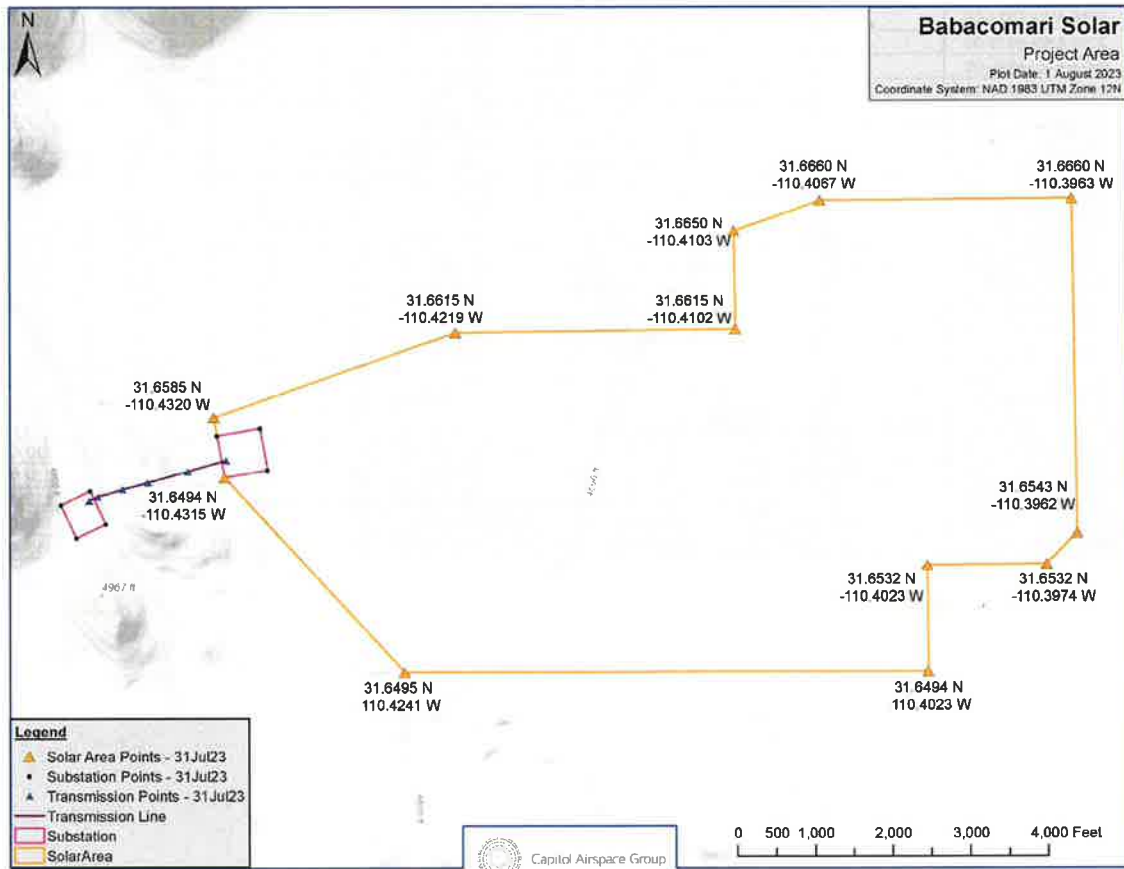 N
Babacomari Solar
Project Area
Plot Date: 1 August 2023
Coordinate System: NAD 1983 UTM Zone 12N
31.6660 N
-110.4067 W
31.6660 N
-110.3963 W
31.6650 N
-110.4103 W
31.6615 N
-110.4219 W
31.6615 N
-110.4102 W
31.6585 N
-110.4320 W
31.6494 N
-110.4315 W
31.6543 N
-110.3962 W
31.6532 N
-110.4023 W
31.6532 N
-110.3974 W
4967 ft
31.6495 N
110.4241 W
31.6494 N
110.4023 W
Legend
Solar Area Points - 31Jul23
Substation Points - 31Jul23
Transmission Points - 31Jul23
Transmission Line
Substation
SolarArea
Capitol Airspace Group
0 500 1,000 2,000 3,000 4,000 Feet